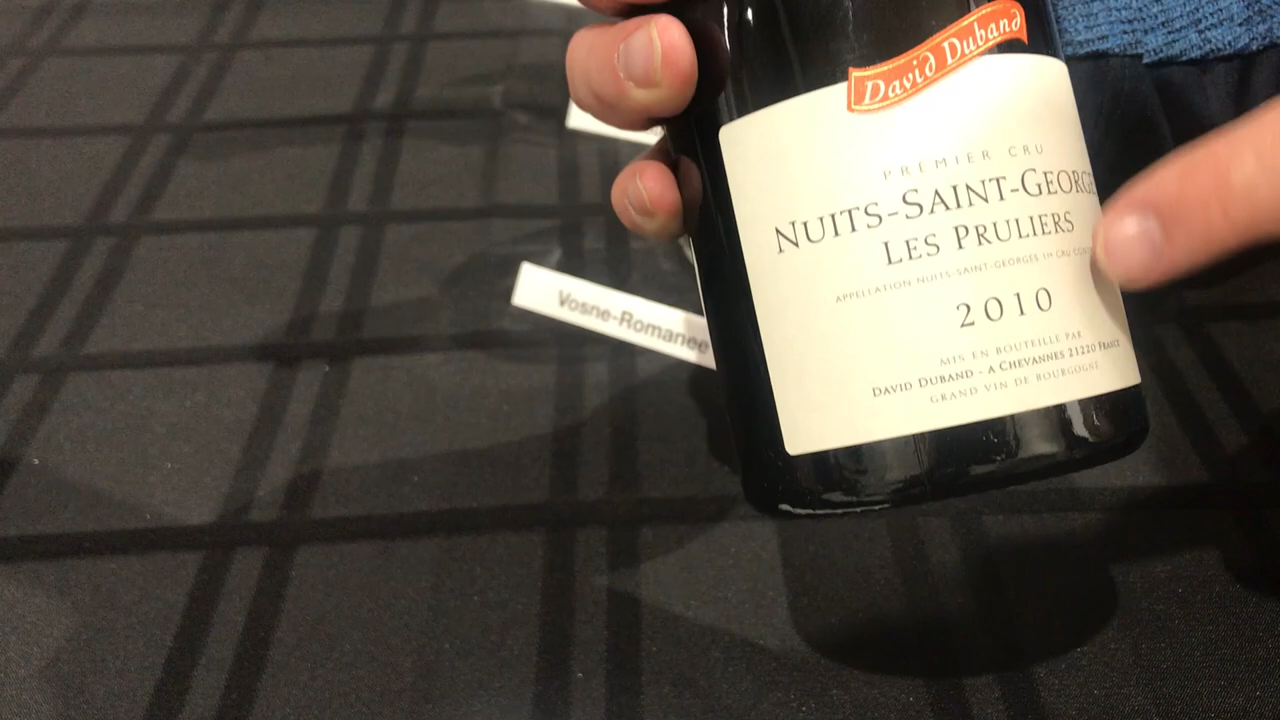 David Duband
PREMIER CRU
NUITS-SAINT-GEORGE
LES PRULIERS
APPELLATION NUITS-SAINT-GEORGES 1ER CRU
2010
MIS EN BOUTEILLE PAR
DAVID DUBAND - A CHEVANNES 21220 FRANCE
GRAND VIN DE BOURGOGNE
Vosne-Romanee